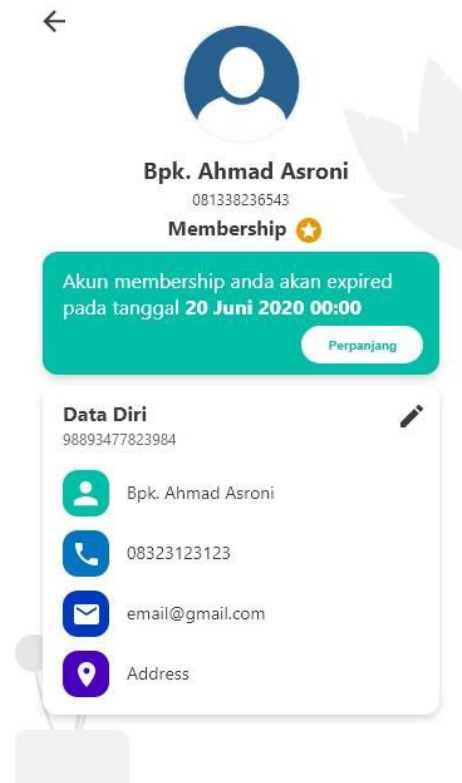 Bpk. Ahmad Asroni
081338236543
Membership
Akun membership anda akan expired
pada tanggal 20 Juni 2020 00:00
Perpanjang
Data Diri
98893477823984
Bpk. Ahmad Asroni
08323123123
email@gmail.com
Address